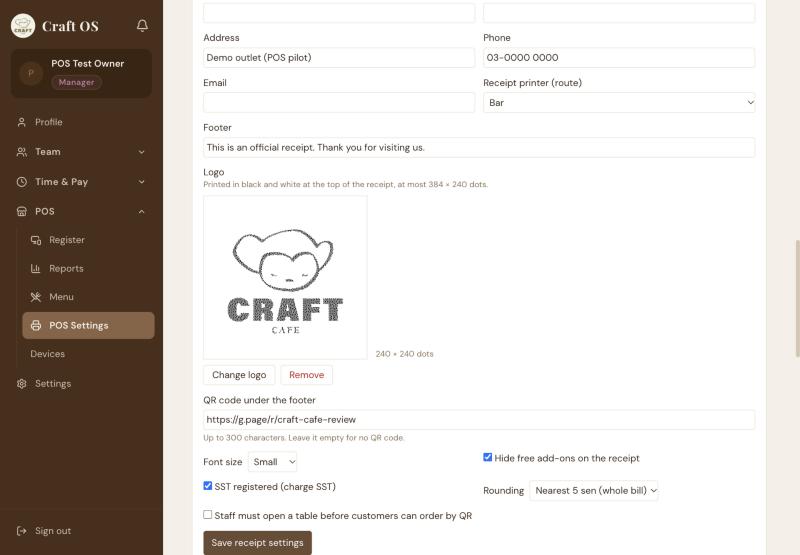 CRAFT
Craft OS
P
POS Test Owner
Manager
Profile
Team
Time & Pay
POS
Register
Reports
Menu
POS Settings
Devices
Settings
Sign out
Address
Phone
Demo outlet (POS pilot)
03-0000 0000
Email
Receipt printer (route)
Bar
Footer
This is an official receipt. Thank you for visiting us.
Logo
Printed in black and white at the top of the receipt, at most 384 × 240 dots.
CRAFT
CAFE
240 × 240 dots
Change logo
Remove
QR code under the footer
https://g.page/r/craft-cafe-review
Up to 300 characters. Leave it empty for no QR code.
Font size
Small
Hide free add-ons on the receipt
SST registered (charge SST)
Rounding
Nearest 5 sen (whole bill)
Staff must open a table before customers can order by QR
Save receipt settings